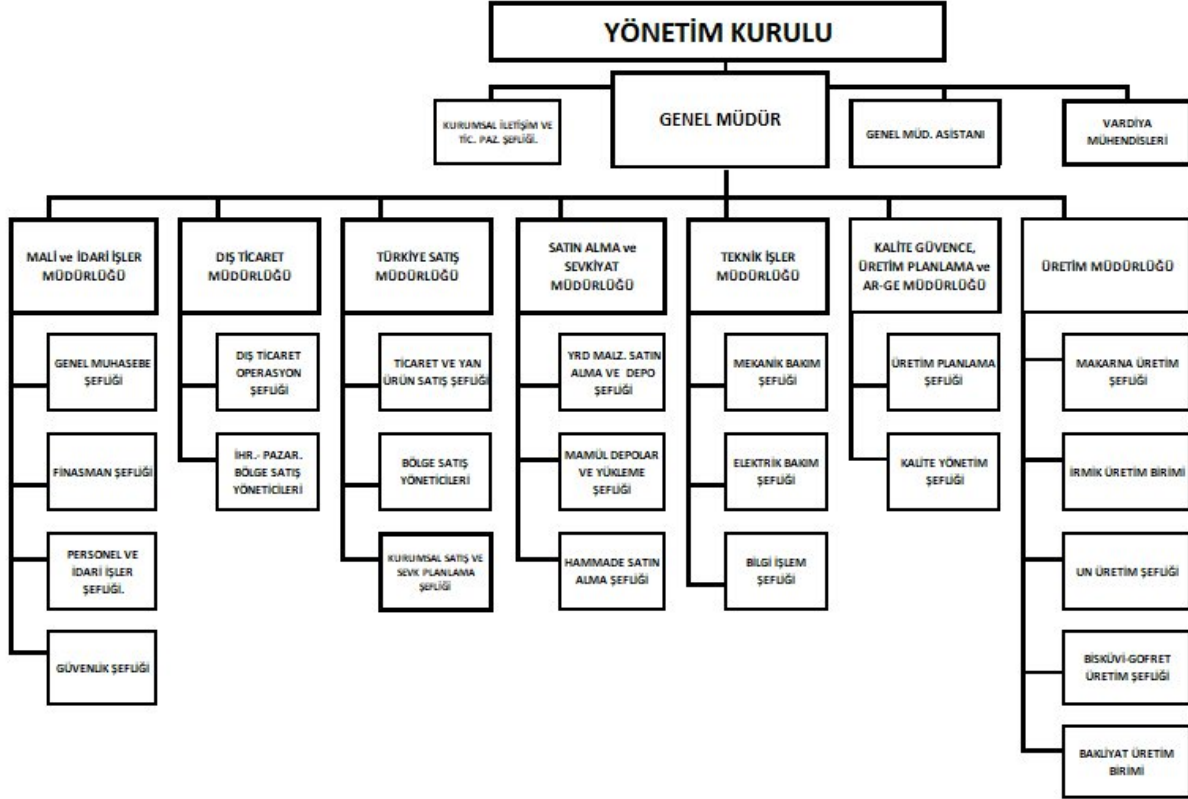 YÖNETİM KURULU
GENEL MÜDÜR
KURUMSAL İLETİŞİM VE
TİC. PAZ. ŞEFLİĞİ.
GENEL MÜD. ASİSTANI
VARDİYA
MÜHENDİSLERİ
MALİ ve İDARİ İŞLER
MÜDÜRLÜĞÜ
GENEL MUHASEBE
ŞEFLİĞİ
FİNASMAN ŞEFLİĞİ
PERSONEL VE
İDARİ İŞLER
ŞEFLİĞİ.
GÜVENLİK ŞEFLİĞİ
DIŞ TİCARET
MÜDÜRLÜĞÜ
DIŞ TİCARET
OPERASYON
ŞEFLİĞİ
İHR.- PAZAR.
BÖLGE SATIŞ
YÖNETİCİLERİ
TÜRKİYE SATIŞ
MÜDÜRLÜĞÜ
TİCARET VE YAN
ÜRÜN SATIŞ ŞEFLİĞİ
BÖLGE SATIŞ
YÖNETİCİLERİ
KURUMSAL SATIŞ VE
SEVK PLANLAMA
ŞEFLİĞİ
SATIN ALMA ve
SEVKİYAT
MÜDÜRLÜĞÜ
YRD MALZ. SATIN
ALMA VE DEPO
ŞEFLİĞİ
MAMÜL DEPOLAR
VE YÜKLEME
ŞEFLİĞİ
HAMMADE SATIN
ALMA ŞEFLİĞİ
TEKNİK İŞLER
MÜDÜRLÜĞÜ
MEKANİK BAKIM
ŞEFLİĞİ
ELEKTRİK BAKIM
ŞEFLİĞİ
BİLGİ İŞLEM
ŞEFLİĞİ
KALİTE GÜVENCE,
ÜRETİM PLANLAMA ve
AR-GE MÜDÜRLÜĞÜ
ÜRETİM PLANLAMA
ŞEFLİĞİ
KALİTE YÖNETİM
ŞEFLİĞİ
ÜRETİM MÜDÜRLÜĞÜ
MAKARNA ÜRETİM
ŞEFLİĞİ
İRMİK ÜRETİM BİRİMİ
UN ÜRETİM ŞEFLİĞİ
BİSKÜVİ-GOFRET
ÜRETİM ŞEFLİĞİ
BAKLİYAT ÜRETİM
BİRİMİ